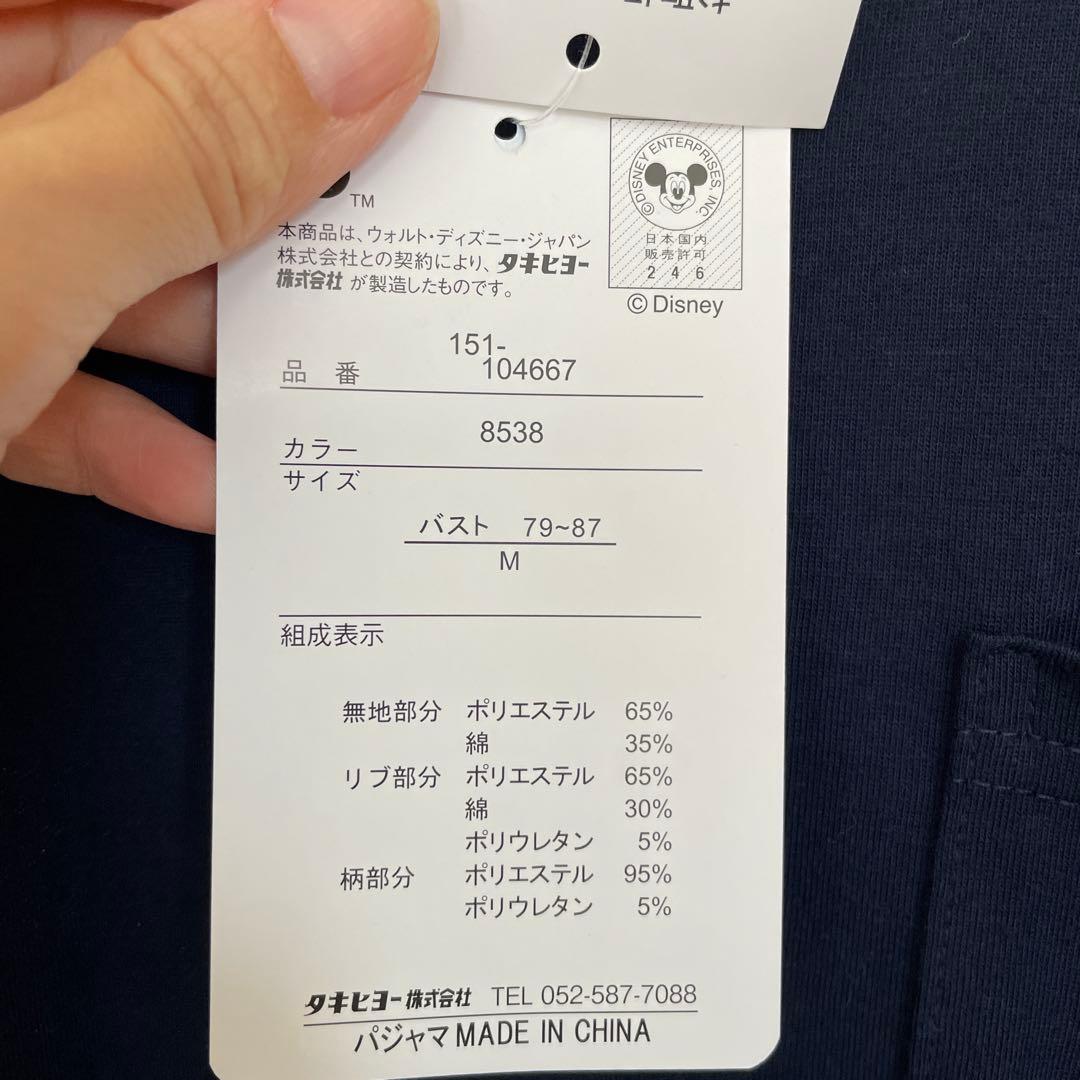 TM
本商品は、ウォルト・ディズニー・ジャパン
株式会社との契約により、タキヒヨー
株式会社が製造したものです。
©DISNEY ENTERPRISES, INC.
日本国内
販売許可
246
©Disney
151-
品番 104667
カラー 8538
サイズ
バスト 79~87
M
組成表示
無地部分 ポリエステル 65%
綿 35%
リブ部分 ポリエステル 65%
綿 30%
ポリウレタン 5%
柄部分 ポリエステル 95%
ポリウレタン 5%
タキヒヨー株式会社 TEL 052-587-7088
パジャマ MADE IN CHINA